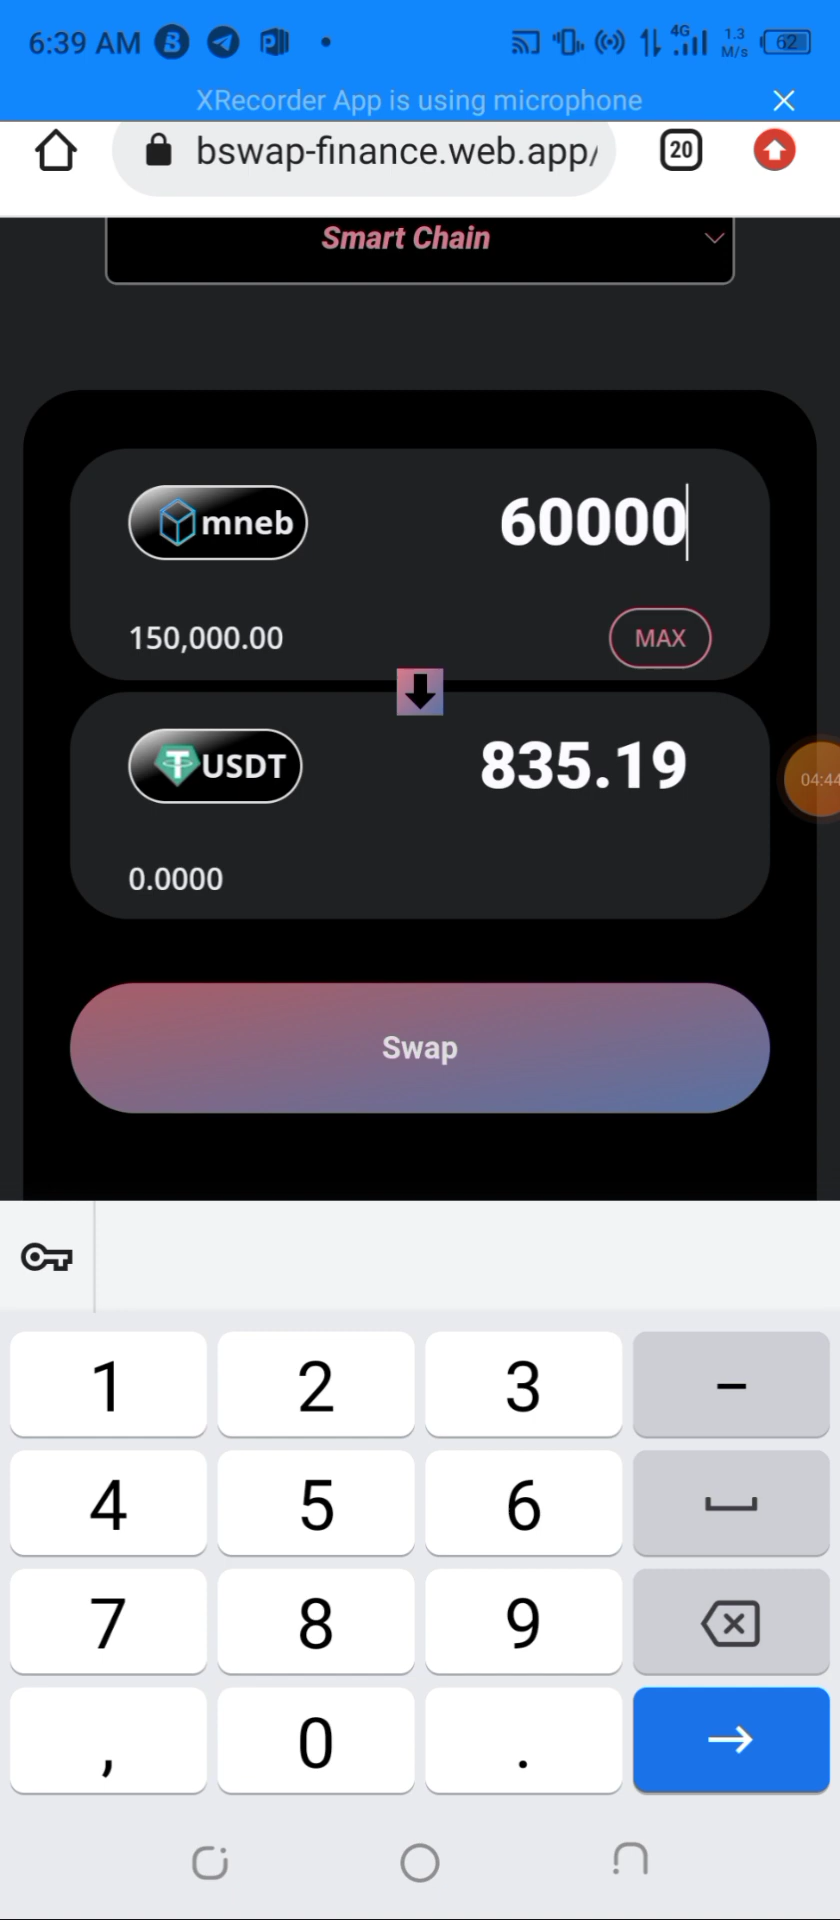 6:39 AM
4G
1.3
M/s
62
XRecorder App is using microphone
bswap-finance.web.app/
20
Smart Chain
mneb
60000
150,000.00
MAX
USDT
835.19
04:44
0.0000
Swap
1 2 3 -
4 5 6
7 8 9
, 0 .